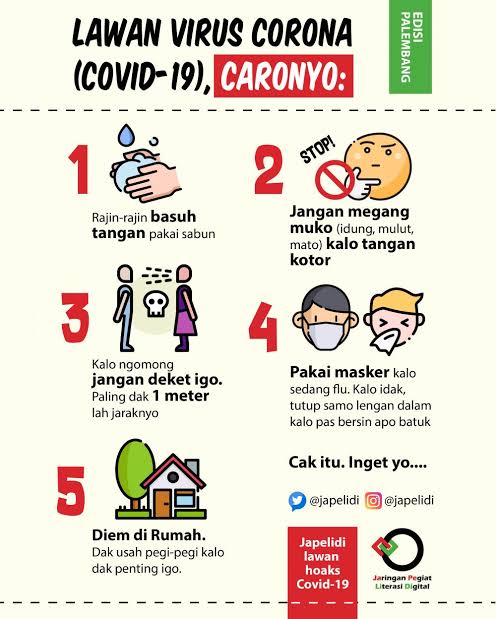 LAWAN VIRUS CORONA
(COVID-19), CARONYO:
EDISI
PALEMBANG
1
Rajin-rajin basuh
tangan pakai sabun
2
STOP!
Jangan megang
muko (idung, mulut,
mato) kalo tangan
kotor
3
Kalo ngomong
jangan deket igo.
Paling dak 1 meter
lah jaraknyo
4
Pakai masker kalo
sedang flu. Kalo idak,
tutup samo lengan dalam
kalo pas bersin apo batuk
5
Diem di Rumah.
Dak usah pegi-pegi kalo
dak penting igo.
Cak itu. Inget yo....
@japelidi @japelidi
Japelidi
lawan
hoaks
Covid-19
Jaringan Pegiat
Literasi Digital